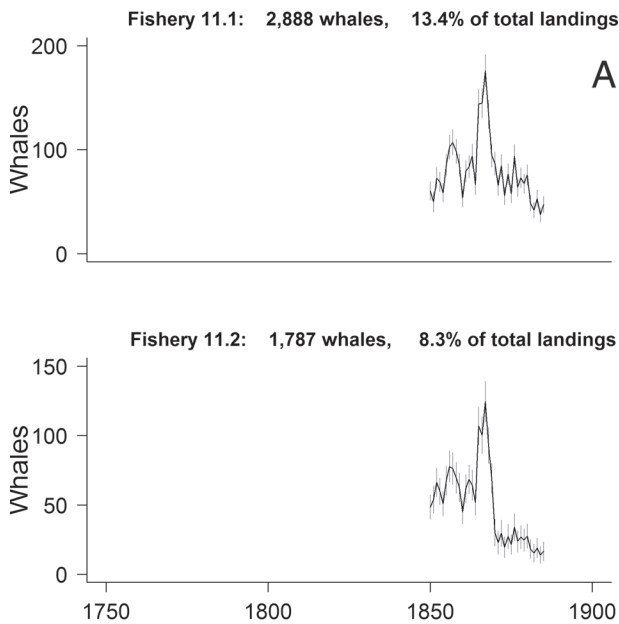 Fishery 11.1: 2,888 whales, 13.4% of total landings
A
Whales
200
100
0
Fishery 11.2: 1,787 whales, 8.3% of total landings
Whales
150
100
50
0
1750 1800 1850 1900